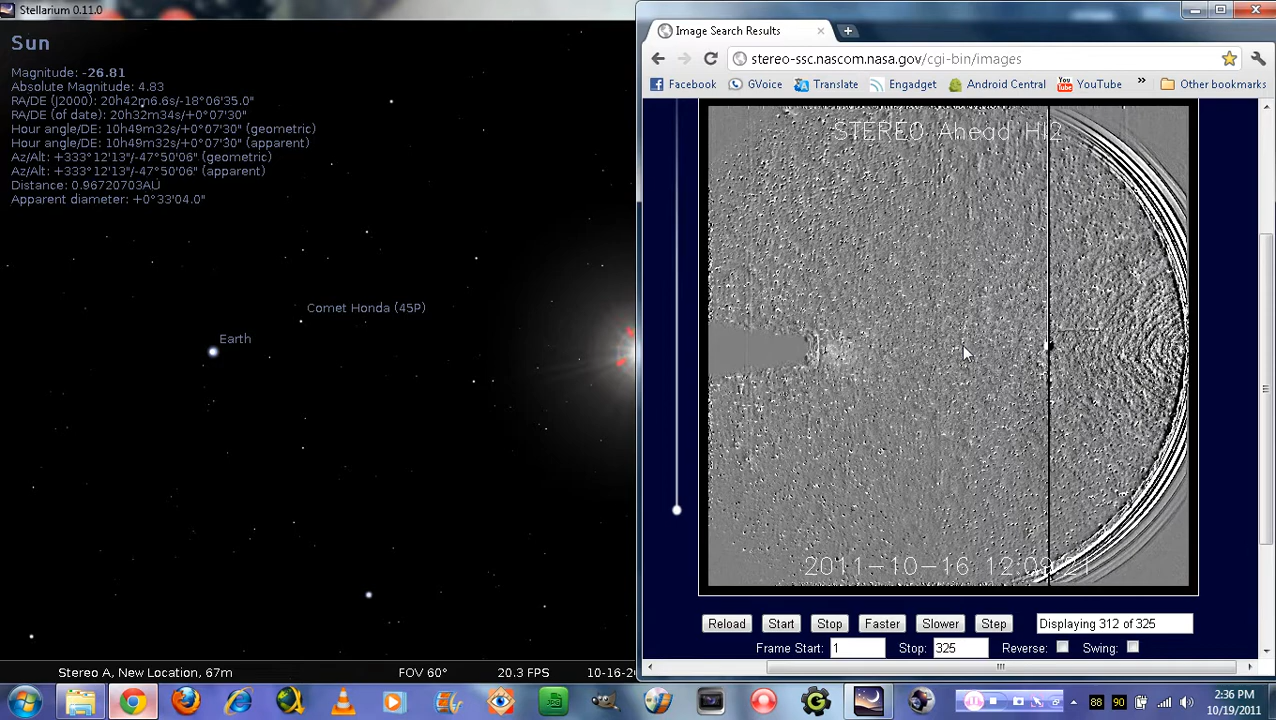 Stellarium 0.11.0
Sun
Magnitude: -26.81
Absolute Magnitude: 4.83
RA/DE (J2000): 20h42m6.6s/-18°06'35.0"
RA/DE (of date): 20h32m34s/+0°07'30"
Hour angle/DE: 10h49m32s/+0°07'30" (geometric)
Hour angle/DE: 10h49m32s/+0°07'30" (apparent)
Az/Alt: +333°12'13"/-47°50'06" (geometric)
Az/Alt: +333°12'13"/-47°50'06" (apparent)
Distance: 0.96720703AU
Apparent diameter: +0°33'04.0"
Comet Honda (45P)
Earth
Stereo A, New Location, 67m
FOV 60°
20.3 FPS
10-16-20
Image Search Results
stereo-ssc.nascom.nasa.gov/cgi-bin/images
Facebook
GVoice
Translate
Engadget
Android Central
YouTube
Other bookmarks
STEREO Ahead HI2
2011-10-16 12:09:21
Reload
Start
Stop
Faster
Slower
Step
Displaying 312 of 325
Frame Start: 1
Stop: 325
Reverse:
Swing:
88
90
2:36 PM
10/19/2011